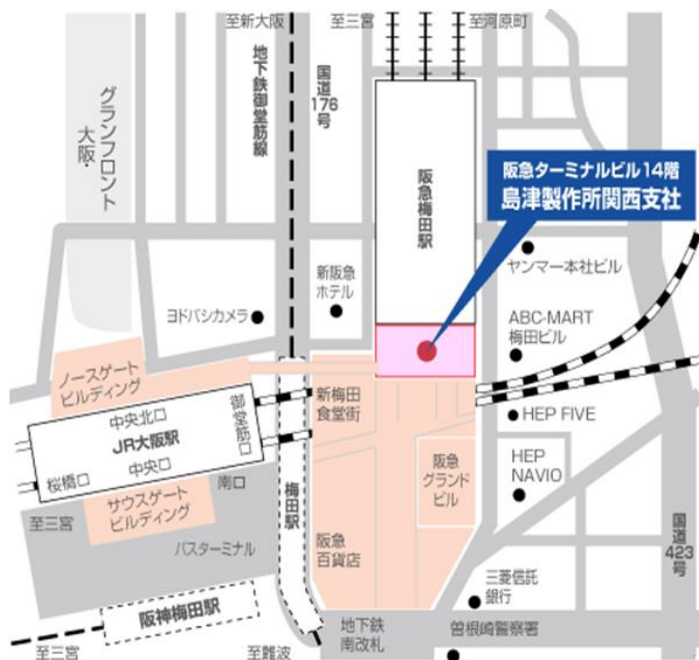 至新大阪
至三宮
至河原町
グランフロント
大阪・
地下鉄御堂筋線
国道
176
号
阪急梅田駅
阪急ターミナルビル14階
島津製作所関西支社
ヤンマー本社ビル
新阪急
ホテル
ヨドバシカメラ
ABC-MART
梅田ビル
ノースゲート
ビルディング
新梅田
食堂街
HEP FIVE
中央北口
御堂筋口
JR大阪駅
中央口
桜橋口
南口
阪急
グランド
ビル
HEP
NAVIO
サウスゲート
ビルディング
至三宮
梅田駅
バスターミナル
阪急
百貨店
国道
423
号
三菱信託
銀行
阪神梅田駅
地下鉄
南改札
曽根崎警察署
至三宮
至難波